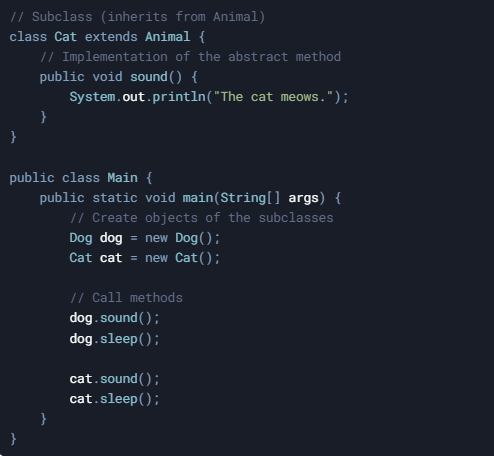 // Subclass (inherits from Animal)
class Cat extends Animal {
    // Implementation of the abstract method
    public void sound() {
        System.out.println("The cat meows.");
    }
}

public class Main {
    public static void main(String[] args) {
        // Create objects of the subclasses
        Dog dog = new Dog();
        Cat cat = new Cat();

        // Call methods
        dog.sound();
        dog.sleep();

        cat.sound();
        cat.sleep();
    }
}